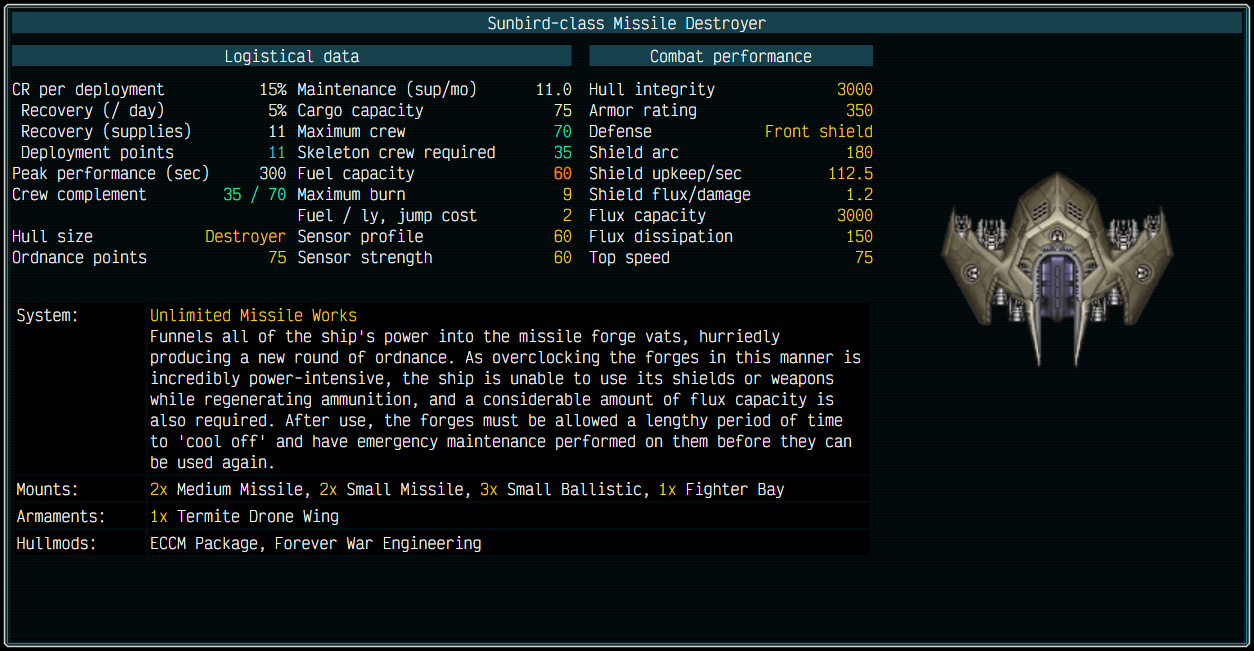 Sunbird-class Missile Destroyer
Logistical data Combat performance
CR per deployment 15% Maintenance (sup/mo) 11.0 Hull integrity 3000
Recovery (/ day) 5% Cargo capacity 75 Armor rating 350
Recovery (supplies) 11 Maximum crew 70 Defense Front shield
Deployment points 11 Skeleton crew required 35 Shield arc 180
Peak performance (sec) 300 Fuel capacity 60 Shield upkeep/sec 112.5
Crew complement 35 / 70 Maximum burn 9 Shield flux/damage 1.2
Fuel / ly, jump cost 2 Flux capacity 3000
Hull size Destroyer Sensor profile 60 Flux dissipation 150
Ordnance points 75 Sensor strength 60 Top speed 75
System: Unlimited Missile Works
Funnels all of the ship's power into the missile forge vats, hurriedly
producing a new round of ordnance. As overclocking the forges in this manner is
incredibly power-intensive, the ship is unable to use its shields or weapons
while regenerating ammunition, and a considerable amount of flux capacity is
also required. After use, the forges must be allowed a lengthy period of time
to 'cool off' and have emergency maintenance performed on them before they can
be used again.
Mounts: 2x Medium Missile, 2x Small Missile, 3x Small Ballistic, 1x Fighter Bay
Armaments: 1x Termite Drone Wing
Hullmods: ECCM Package, Forever War Engineering